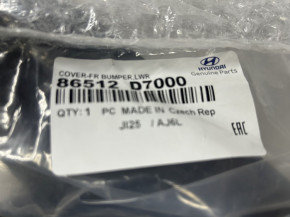 HYUNDAI
Genuine Parts
COVER-FR BUMPER,LWR
86512 D7000
QTY: 1 PC MADE IN Czech Rep
JI25 / AJ6L
EAC